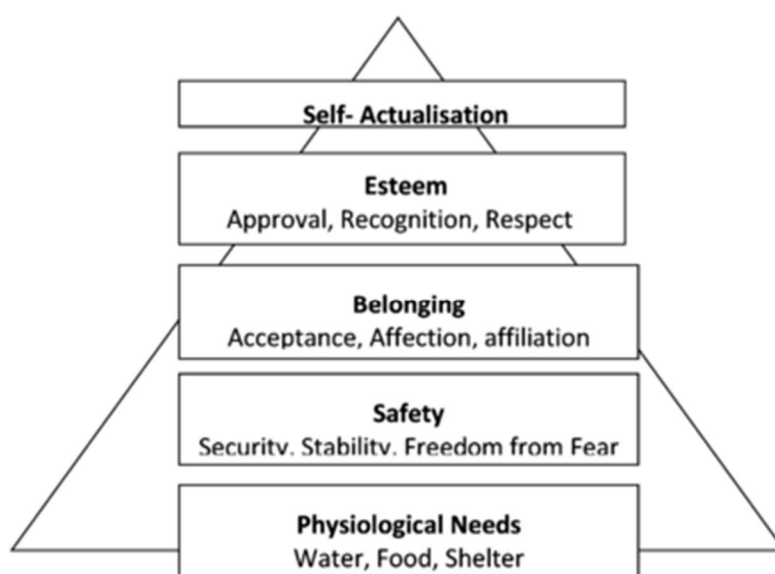 Self- Actualisation
Esteem
Approval, Recognition, Respect
Belonging
Acceptance, Affection, affiliation
Safety
Security, Stability, Freedom from Fear
Physiological Needs
Water, Food, Shelter